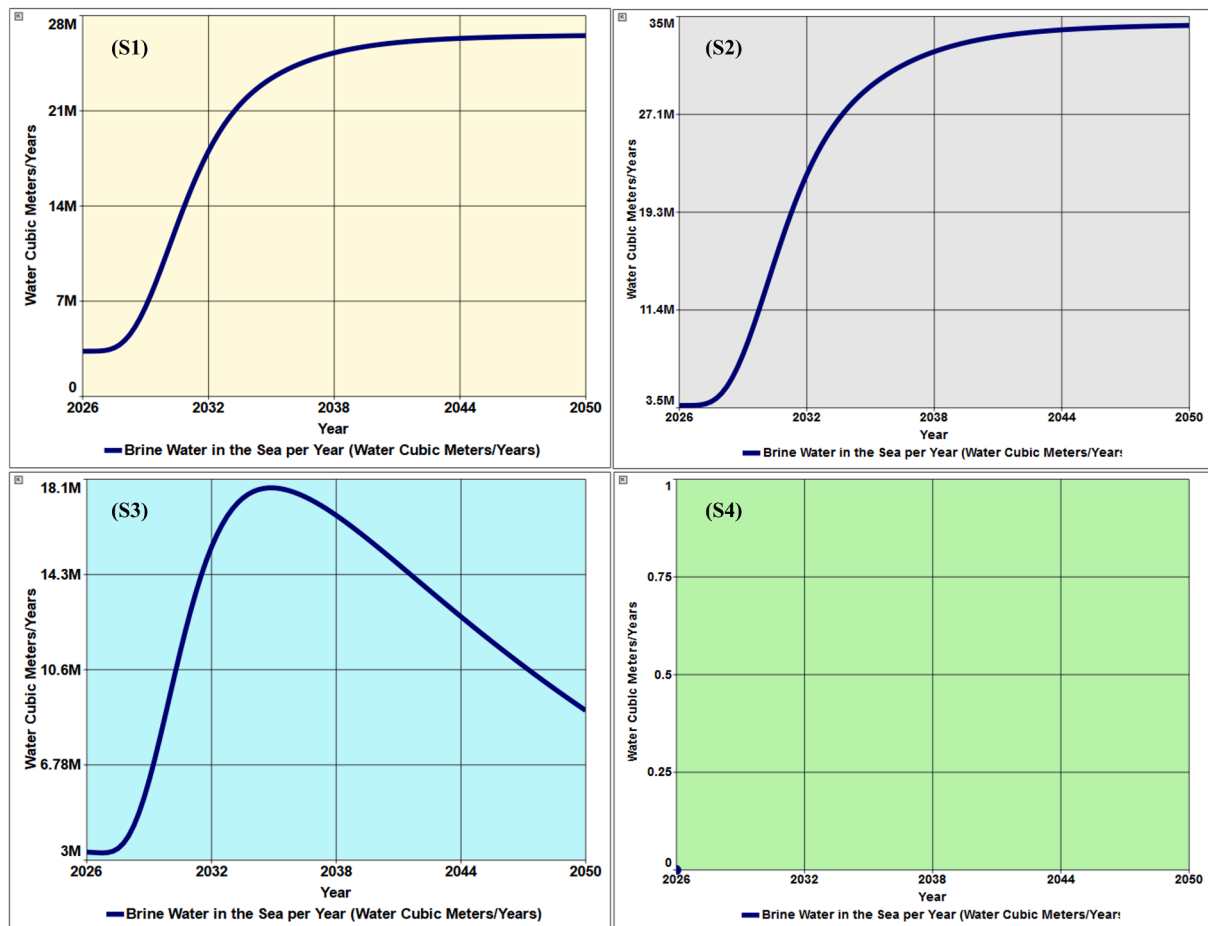 (S1)
28M
21M
14M
7M
0
Water Cubic Meters/Years
2026 2032 2038 2044 2050
Year
Brine Water in the Sea per Year (Water Cubic Meters/Years)
(S2)
35M
27.1M
19.3M
11.4M
3.5M
Water Cubic Meters/Years
2026 2032 2038 2044 2050
Year
Brine Water in the Sea per Year (Water Cubic Meters/Years
(S3)
18.1M
14.3M
10.6M
6.78M
3M
Water Cubic Meters/Years
2026 2032 2038 2044 2050
Year
Brine Water in the Sea per Year (Water Cubic Meters/Years)
(S4)
1
0.75
0.5
0.25
0
Water Cubic Meters/Years
2026 2032 2038 2044 2050
Year
Brine Water in the Sea per Year (Water Cubic Meters/Years